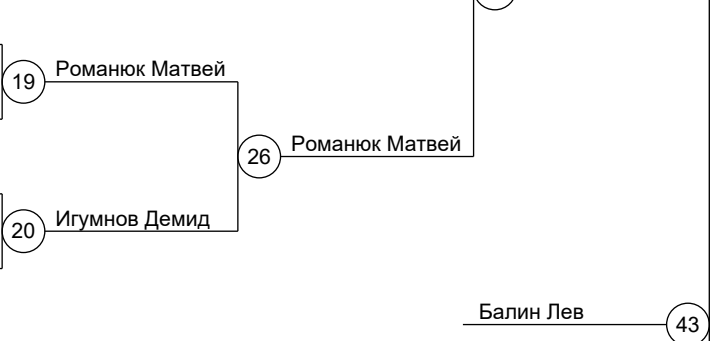 19 Романюк Матвей
26 Романюк Матвей
20 Игумнов Демид
Балин Лев 43